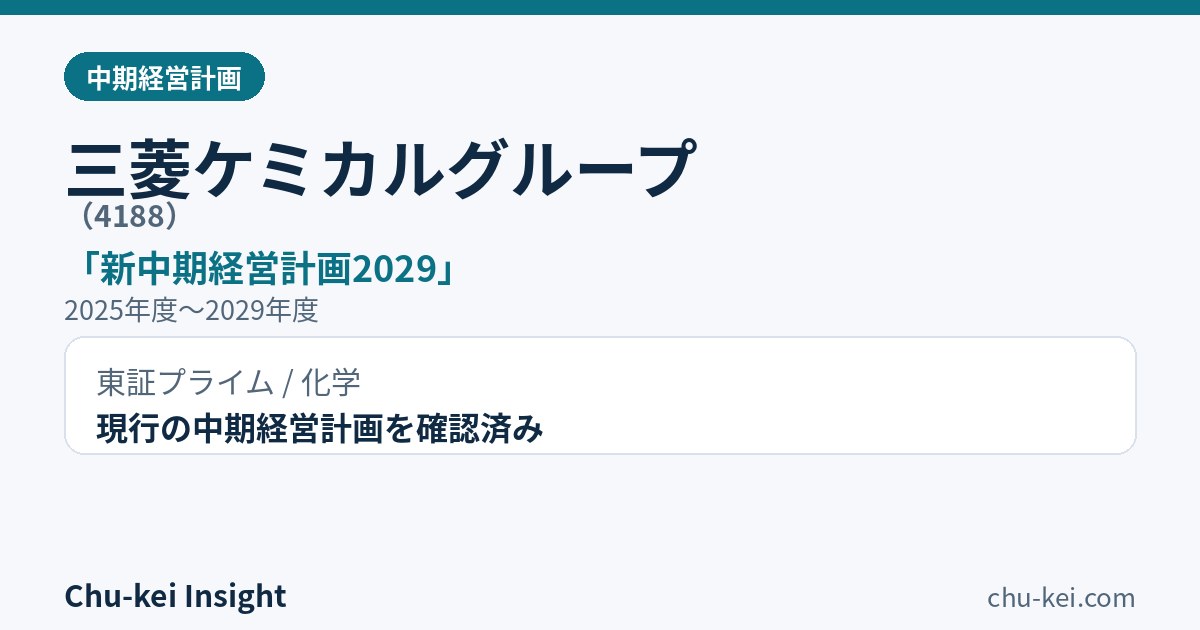 中期経営計画
三菱ケミカルグループ
（4188）
「新中期経営計画2029」
2025年度～2029年度
東証プライム / 化学
現行の中期経営計画を確認済み
Chu-kei Insight
chu-kei.com